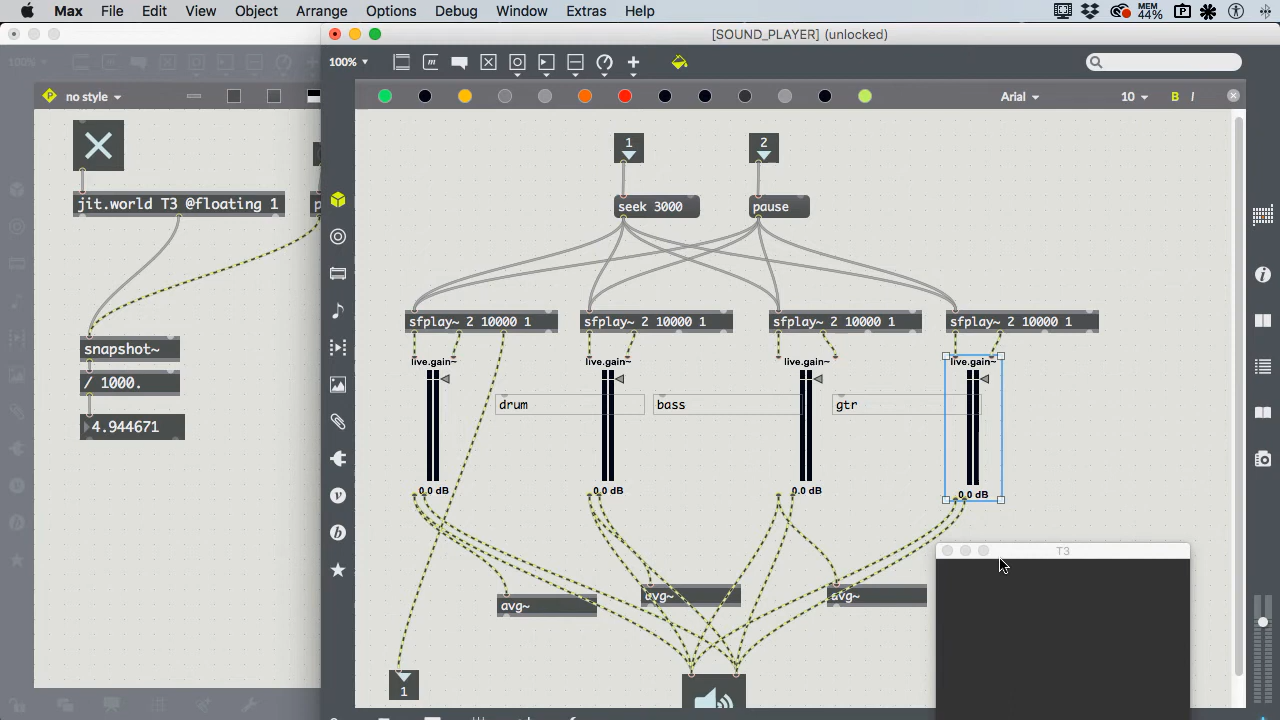 Max File Edit View Object Arrange Options Debug Window Extras Help MEM 44%
[SOUND_PLAYER] (unlocked)
100% 100%
no style Arial 10 B I
1 2
seek 3000 pause
jit.world T3 @floating 1
p
sfplay~ 2 10000 1 sfplay~ 2 10000 1 sfplay~ 2 10000 1 sfplay~ 2 10000 1
snapshot~
live.gain~ live.gain~ live.gain~ live.gain~
/ 1000.
drum bass gtr
4.944671
0.0 dB 0.0 dB 0.0 dB 0.0 dB
T3
avg~ avg~ avg~
1